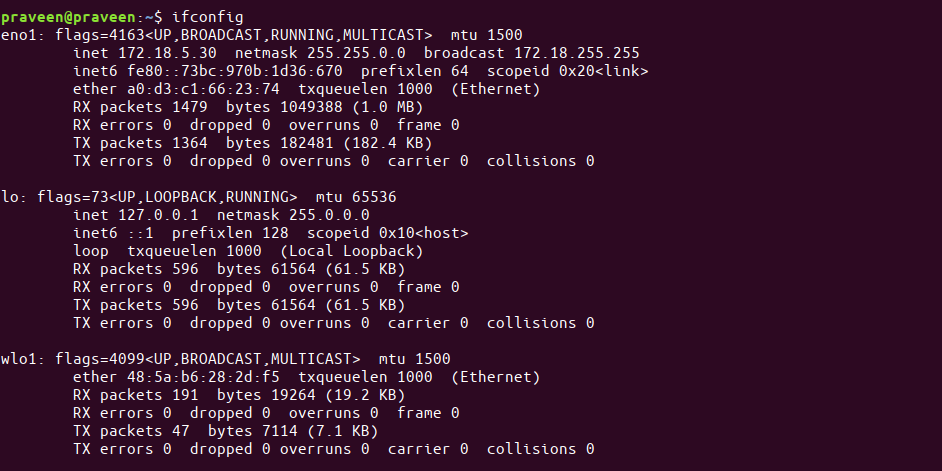 praveen@praveen:~$ ifconfig
eno1: flags=4163<UP,BROADCAST,RUNNING,MULTICAST>  mtu 1500
        inet 172.18.5.30  netmask 255.255.0.0  broadcast 172.18.255.255
        inet6 fe80::73bc:970b:1d36:670  prefixlen 64  scopeid 0x20<link>
        ether a0:d3:c1:66:23:74  txqueuelen 1000  (Ethernet)
        RX packets 1479  bytes 1049388 (1.0 MB)
        RX errors 0  dropped 0  overruns 0  frame 0
        TX packets 1364  bytes 182481 (182.4 KB)
        TX errors 0  dropped 0 overruns 0  carrier 0  collisions 0

lo: flags=73<UP,LOOPBACK,RUNNING>  mtu 65536
        inet 127.0.0.1  netmask 255.0.0.0
        inet6 ::1  prefixlen 128  scopeid 0x10<host>
        loop  txqueuelen 1000  (Local Loopback)
        RX packets 596  bytes 61564 (61.5 KB)
        RX errors 0  dropped 0  overruns 0  frame 0
        TX packets 596  bytes 61564 (61.5 KB)
        TX errors 0  dropped 0 overruns 0  carrier 0  collisions 0

wlo1: flags=4099<UP,BROADCAST,MULTICAST>  mtu 1500
        ether 48:5a:b6:28:2d:f5  txqueuelen 1000  (Ethernet)
        RX packets 191  bytes 19264 (19.2 KB)
        RX errors 0  dropped 0  overruns 0  frame 0
        TX packets 47  bytes 7114 (7.1 KB)
        TX errors 0  dropped 0 overruns 0  carrier 0  collisions 0